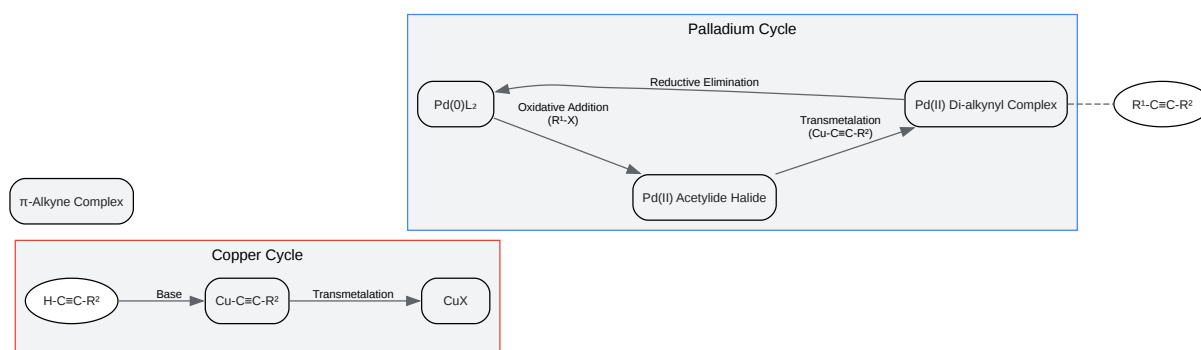 Palladium Cycle
Reductive Elimination
Pd(0)L₂
Oxidative Addition
(R¹-X)
Pd(II) Di-alkynyl Complex
R¹-C≡C-R²
Transmetalation
(Cu-C≡C-R²)
Pd(II) Acetylide Halide
π-Alkyne Complex
Copper Cycle
H-C≡C-R²
Base
Cu-C≡C-R²
Transmetalation
CuX